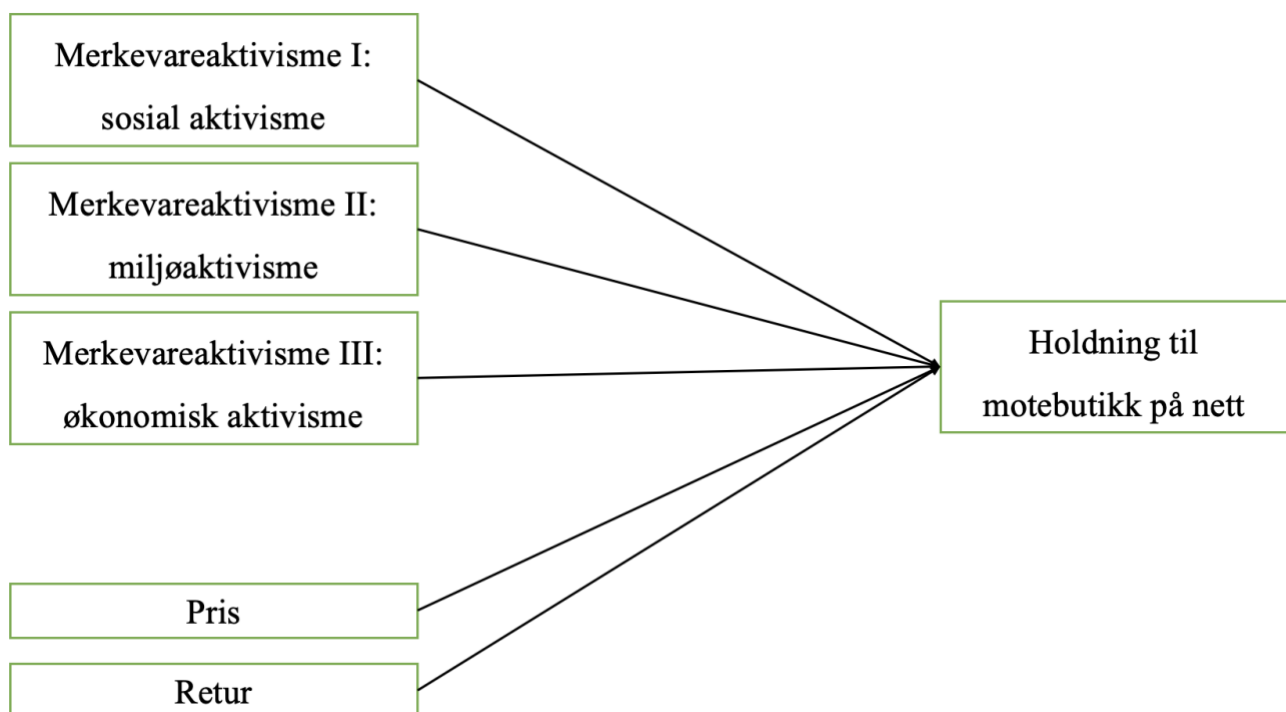 Merkevareaktivisme I:
sosial aktivisme
Merkevareaktivisme II:
miljøaktivisme
Merkevareaktivisme III:
økonomisk aktivisme
Holdning til
motebutikk på nett
Pris
Retur